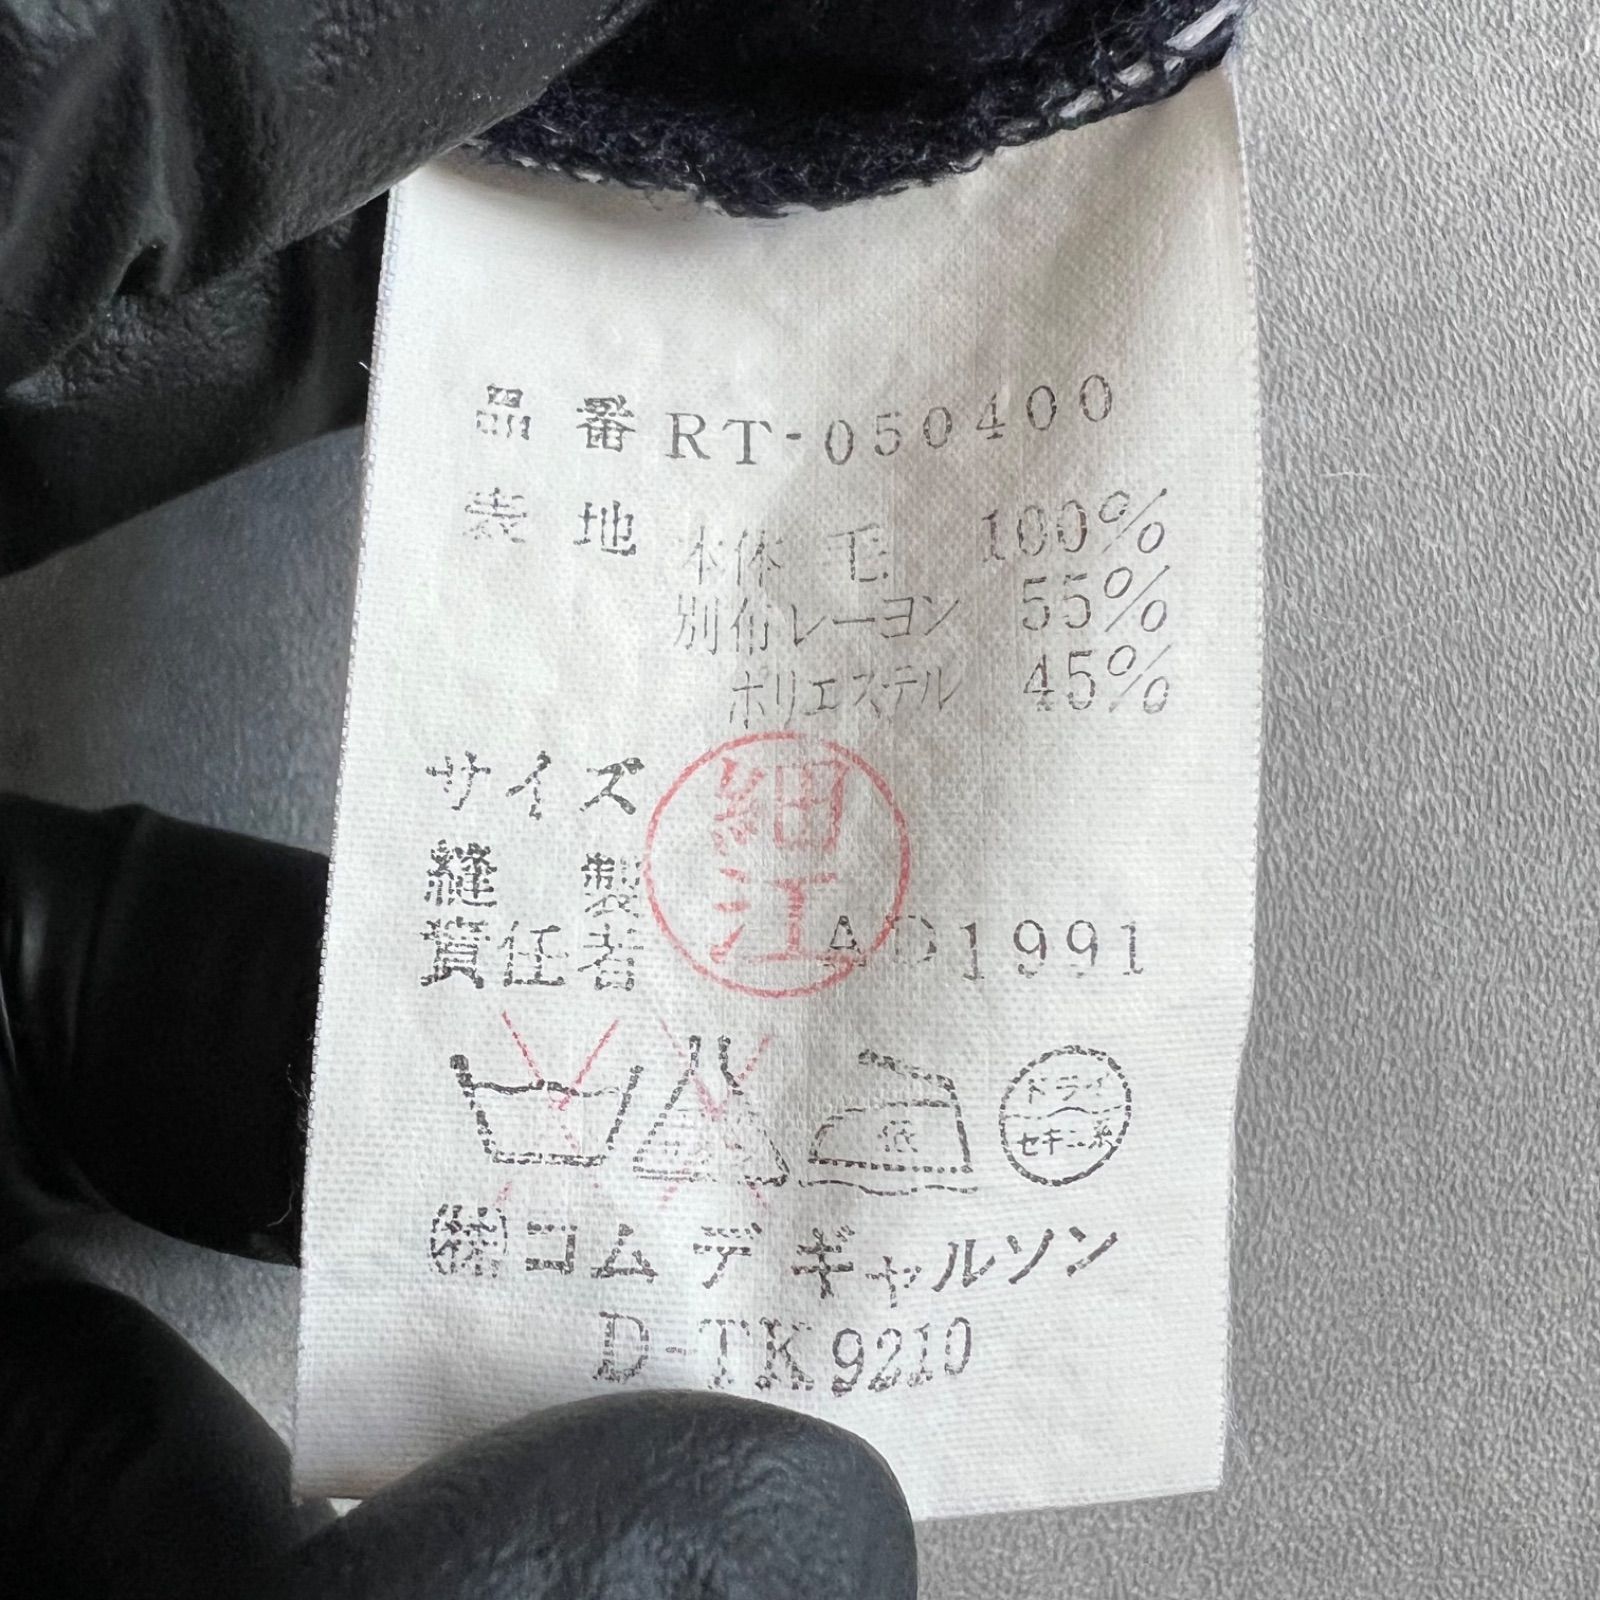 品番 RT-050400
表地 本体 毛 100%
別布 レーヨン 55%
ポリエステル 45%
サイズ
細江
縫製
責任者 AD1991
低
ドライ
セキユ系
㈱コム デ ギャルソン
D-TK9210